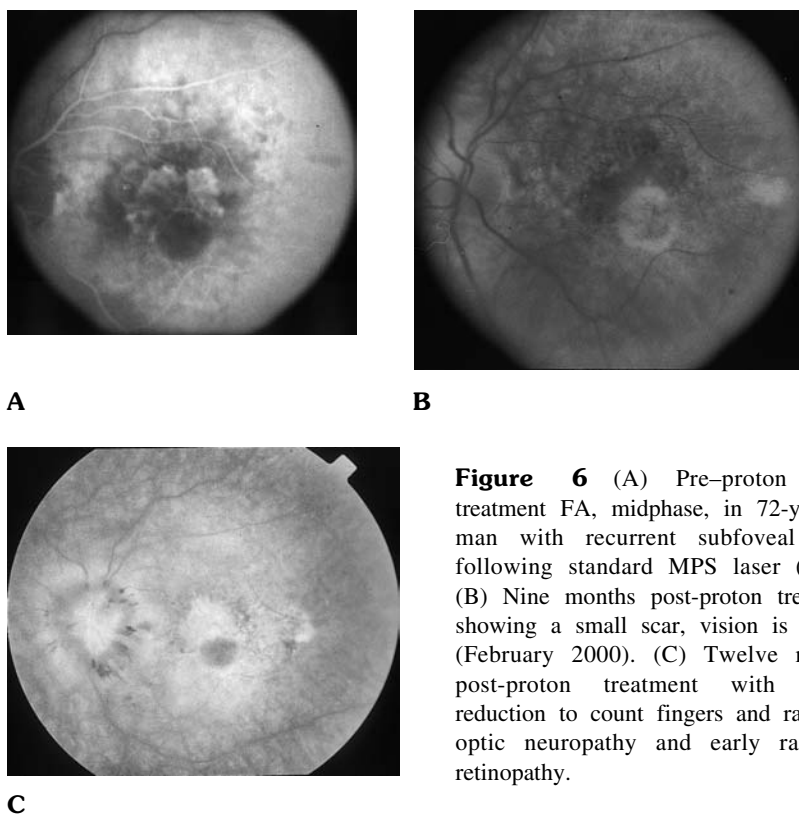 A
B
C
Figure 6 (A) Pre–proton
treatment FA, midphase, in 72-y
man with recurrent subfoveal
following standard MPS laser (
(B) Nine months post-proton tre
showing a small scar, vision is
(February 2000). (C) Twelve
post-proton treatment with
reduction to count fingers and ra
optic neuropathy and early ra
retinopathy.